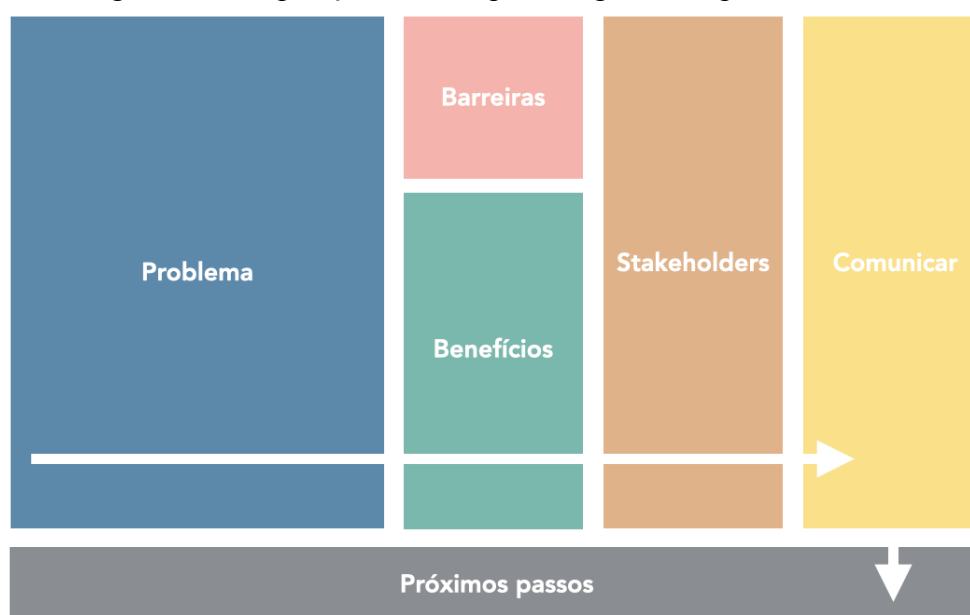 Problema
Barreiras
Benefícios
Stakeholders
Comunicar
Próximos passos